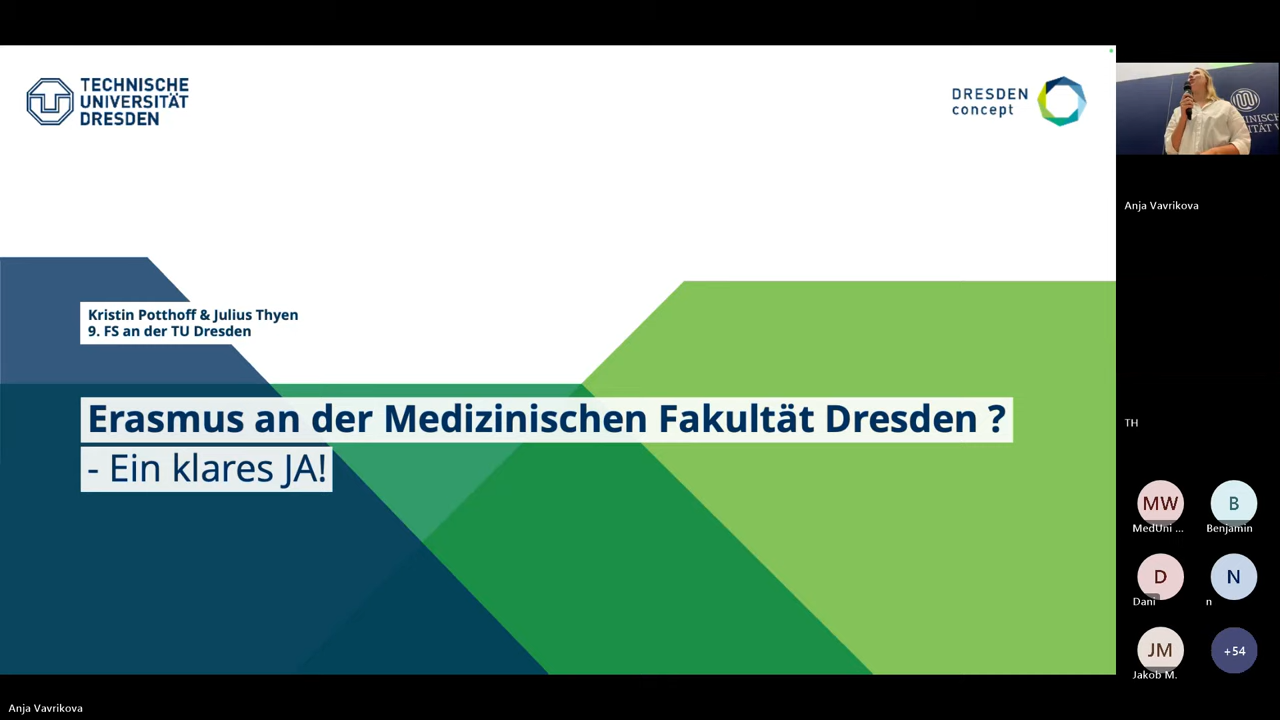 TECHNISCHE
UNIVERSITÄT
DRESDEN
DRESDEN
concept
Kristin Potthoff & Julius Thyen
9. FS an der TU Dresden
Erasmus an der Medizinischen Fakultät Dresden ?
- Ein klares JA!
Anja Vavrikova
TH
MW
B
MedUni ...
Benjamin
D
N
Dani
n
JM
+54
Jakob M.
Anja Vavrikova